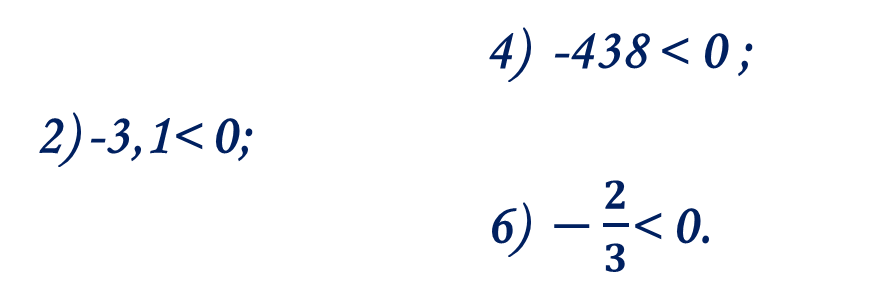 4) -438 < 0 ;
2) -3,1< 0;
6) − 2/3 < 0.